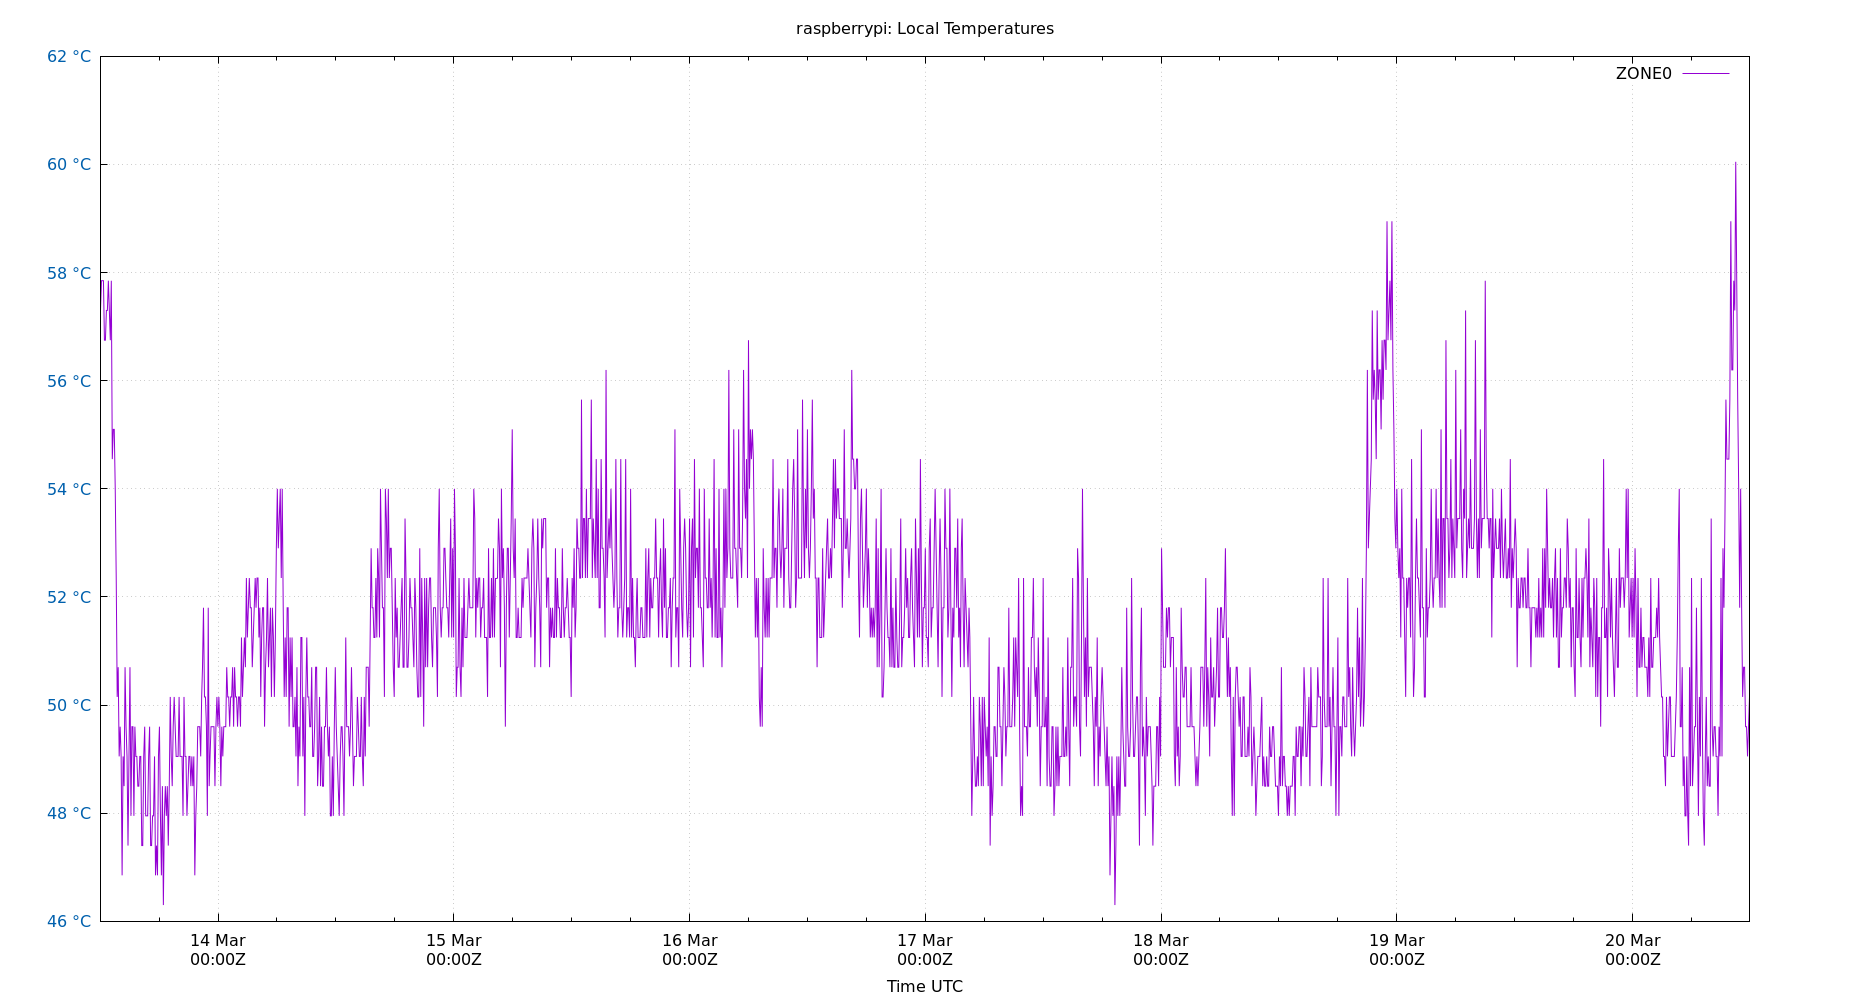 raspberrypi: Local Temperatures
62 °C
ZONE0
60 °C
58 °C
56 °C
54 °C
52 °C
50 °C
48 °C
46 °C
14 Mar 15 Mar 16 Mar 17 Mar 18 Mar 19 Mar 20 Mar
00:00Z 00:00Z 00:00Z 00:00Z 00:00Z 00:00Z 00:00Z
Time UTC